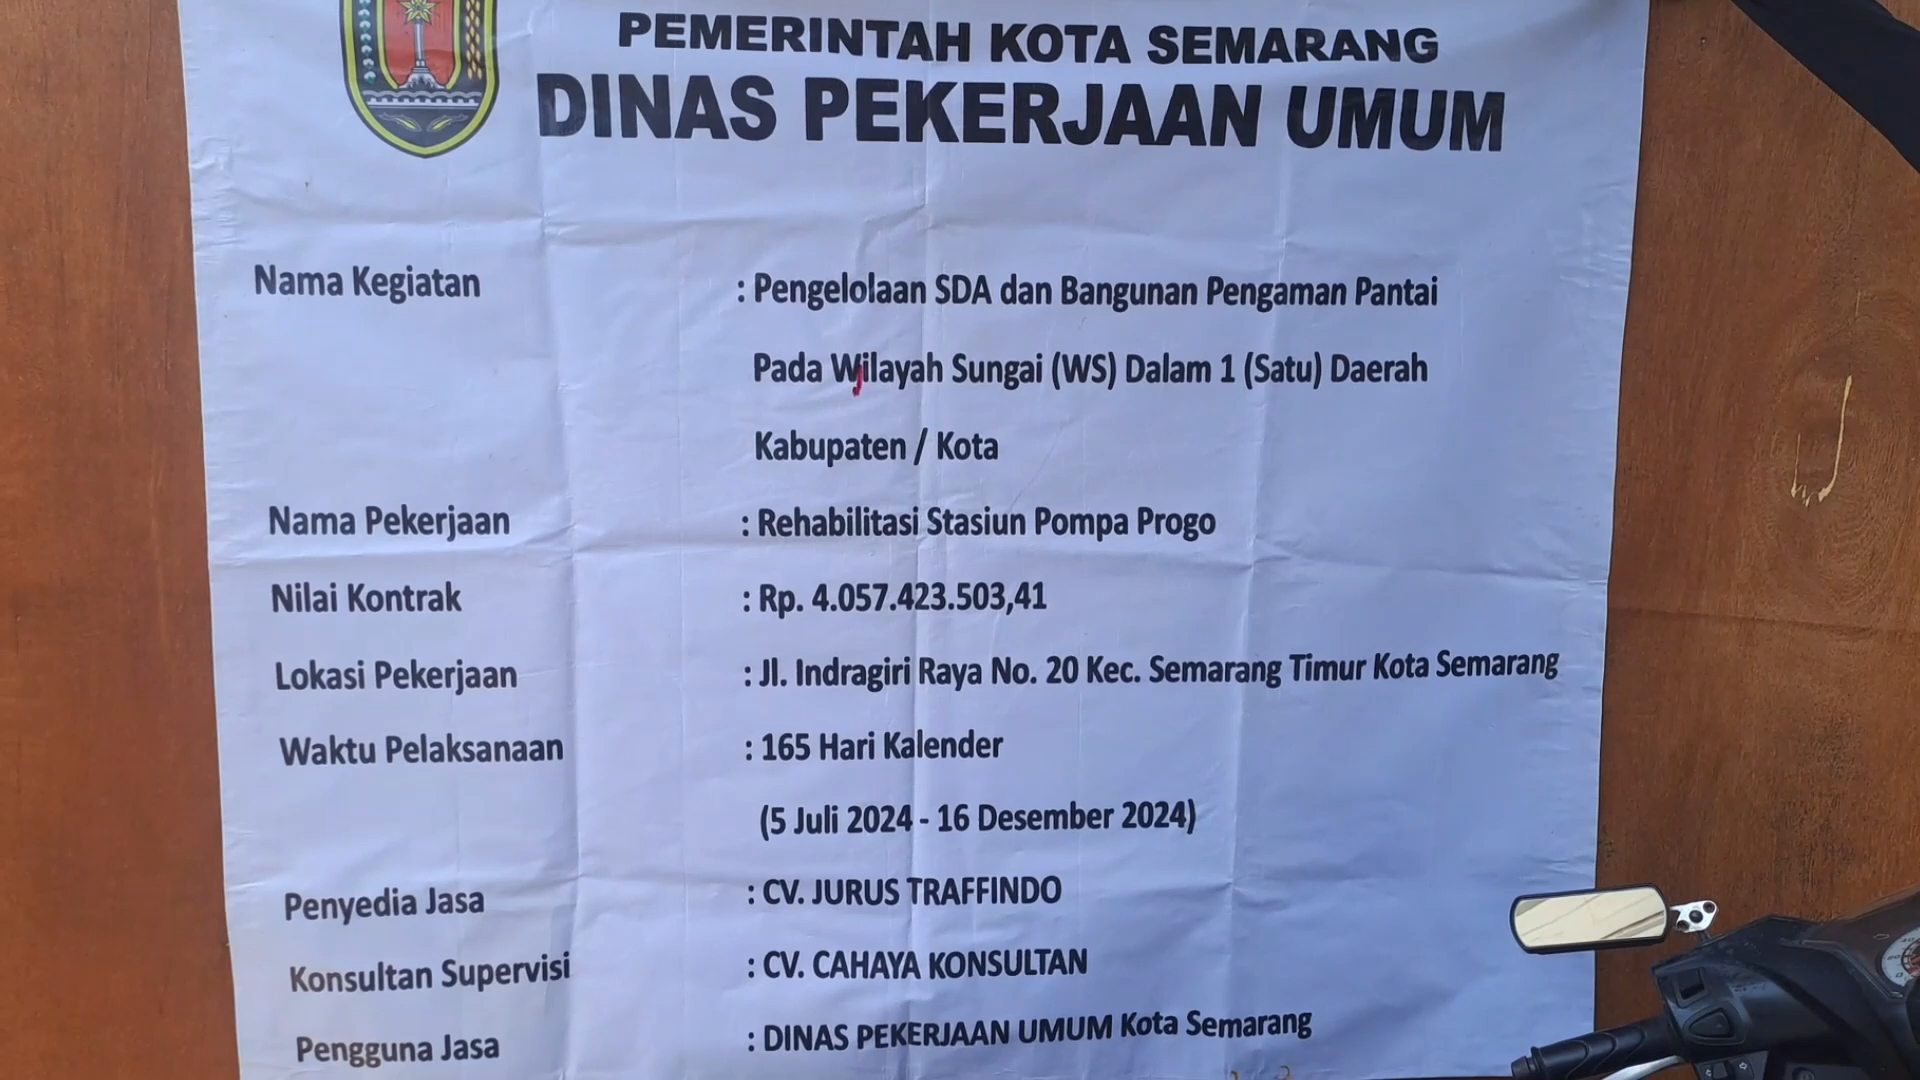 PEMERINTAH KOTA SEMARANG
DINAS PEKERJAAN UMUM
Nama Kegiatan : Pengelolaan SDA dan Bangunan Pengaman Pantai
Pada Wilayah Sungai (WS) Dalam 1 (Satu) Daerah
Kabupaten / Kota
Nama Pekerjaan : Rehabilitasi Stasiun Pompa Progo
Nilai Kontrak : Rp. 4.057.423.503,41
Lokasi Pekerjaan : Jl. Indragiri Raya No. 20 Kec. Semarang Timur Kota Semarang
Waktu Pelaksanaan : 165 Hari Kalender
(5 Juli 2024 - 16 Desember 2024)
Penyedia Jasa : CV. JURUS TRAFFINDO
Konsultan Supervisi : CV. CAHAYA KONSULTAN
Pengguna Jasa : DINAS PEKERJAAN UMUM Kota Semarang